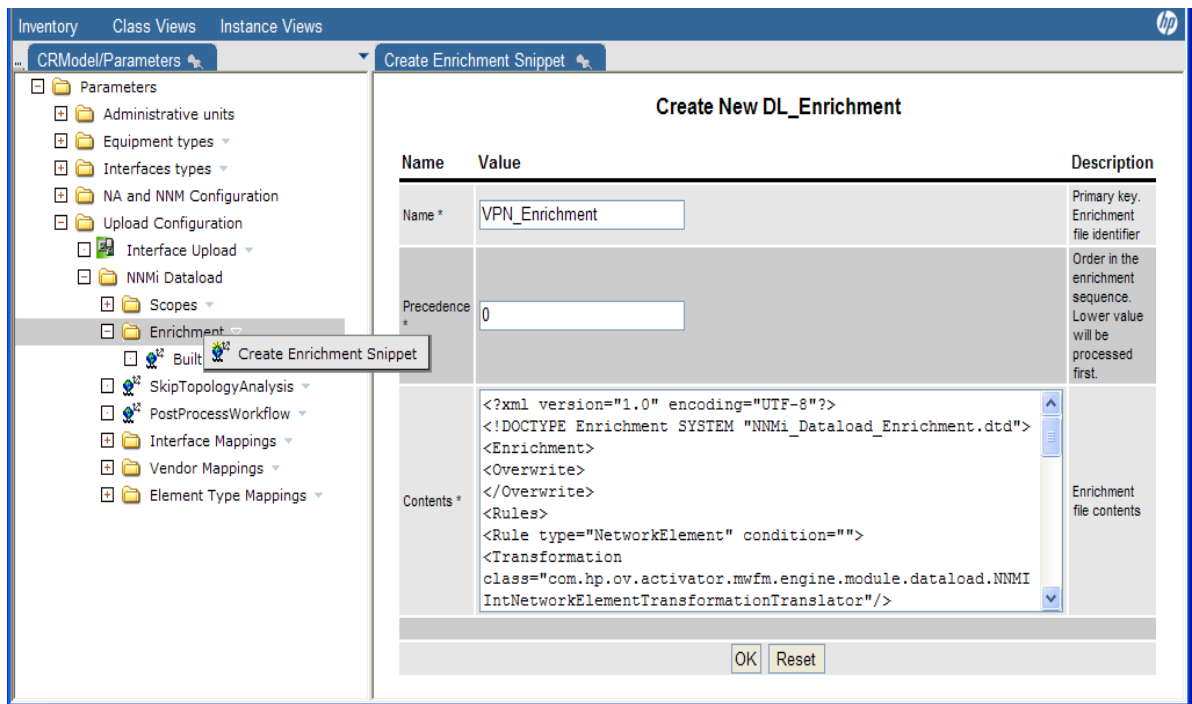 Inventory Class Views Instance Views
hp
... CRModel/Parameters
Create Enrichment Snippet
Parameters
Administrative units
Equipment types
Interfaces types
NA and NNM Configuration
Upload Configuration
Interface Upload
NNMi Dataload
Scopes
Enrichment
Built
Create Enrichment Snippet
SkipTopologyAnalysis
PostProcessWorkflow
Interface Mappings
Vendor Mappings
Element Type Mappings
Create New DL_Enrichment
Name Value Description
Name * VPN_Enrichment
Primary key.
Enrichment
file identifier
Precedence
*
0
Order in the
enrichment
sequence.
Lower value
will be
processed
first.
Contents *
<?xml version="1.0" encoding="UTF-8"?>
<!DOCTYPE Enrichment SYSTEM "NNMi_Dataload_Enrichment.dtd">
<Enrichment>
<Overwrite>
</Overwrite>
<Rules>
<Rule type="NetworkElement" condition="">
<Transformation
class="com.hp.ov.activator.mwfm.engine.module.dataload.NNMI
IntNetworkElementTransformationTranslator"/>
Enrichment
file contents
OK Reset